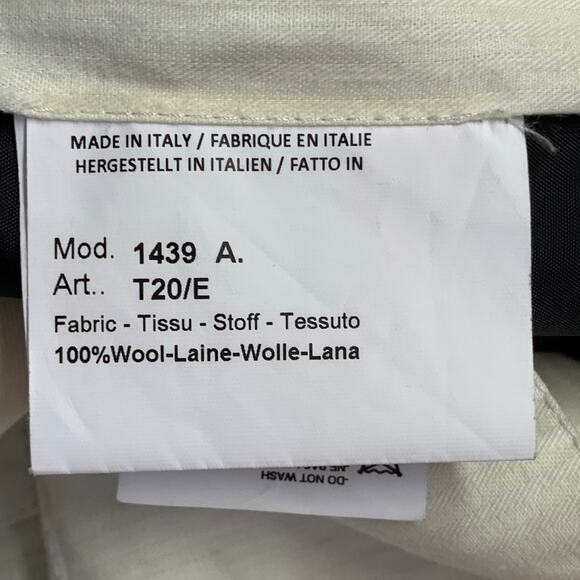 MADE IN ITALY / FABRIQUE EN ITALIE
HERGESTELLT IN ITALIEN / FATTO IN
Mod. 1439 A.
Art.. T20/E
Fabric - Tissu - Stoff - Tessuto
100%Wool-Laine-Wolle-Lana
-DO NOT WASH